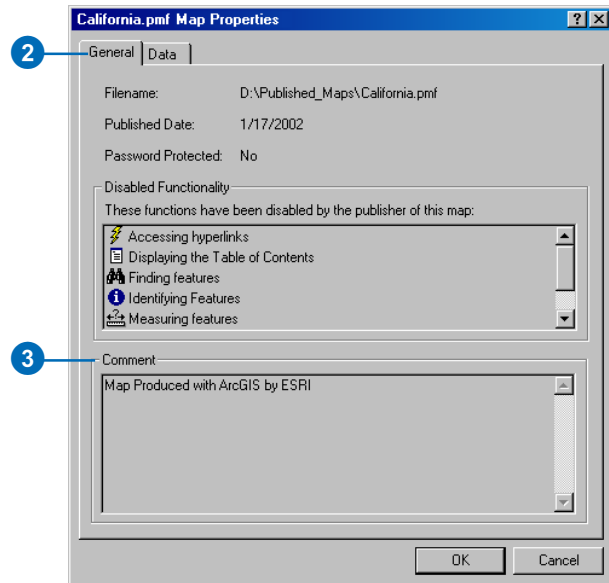 California.pmf Map Properties
2
General
Data
Filename: D:\Published_Maps\California.pmf
Published Date: 1/17/2002
Password Protected: No
Disabled Functionality
These functions have been disabled by the publisher of this map:
Accessing hyperlinks
Displaying the Table of Contents
Finding features
Identifying Features
Measuring features
3
Comment
Map Produced with ArcGIS by ESRI
OK
Cancel